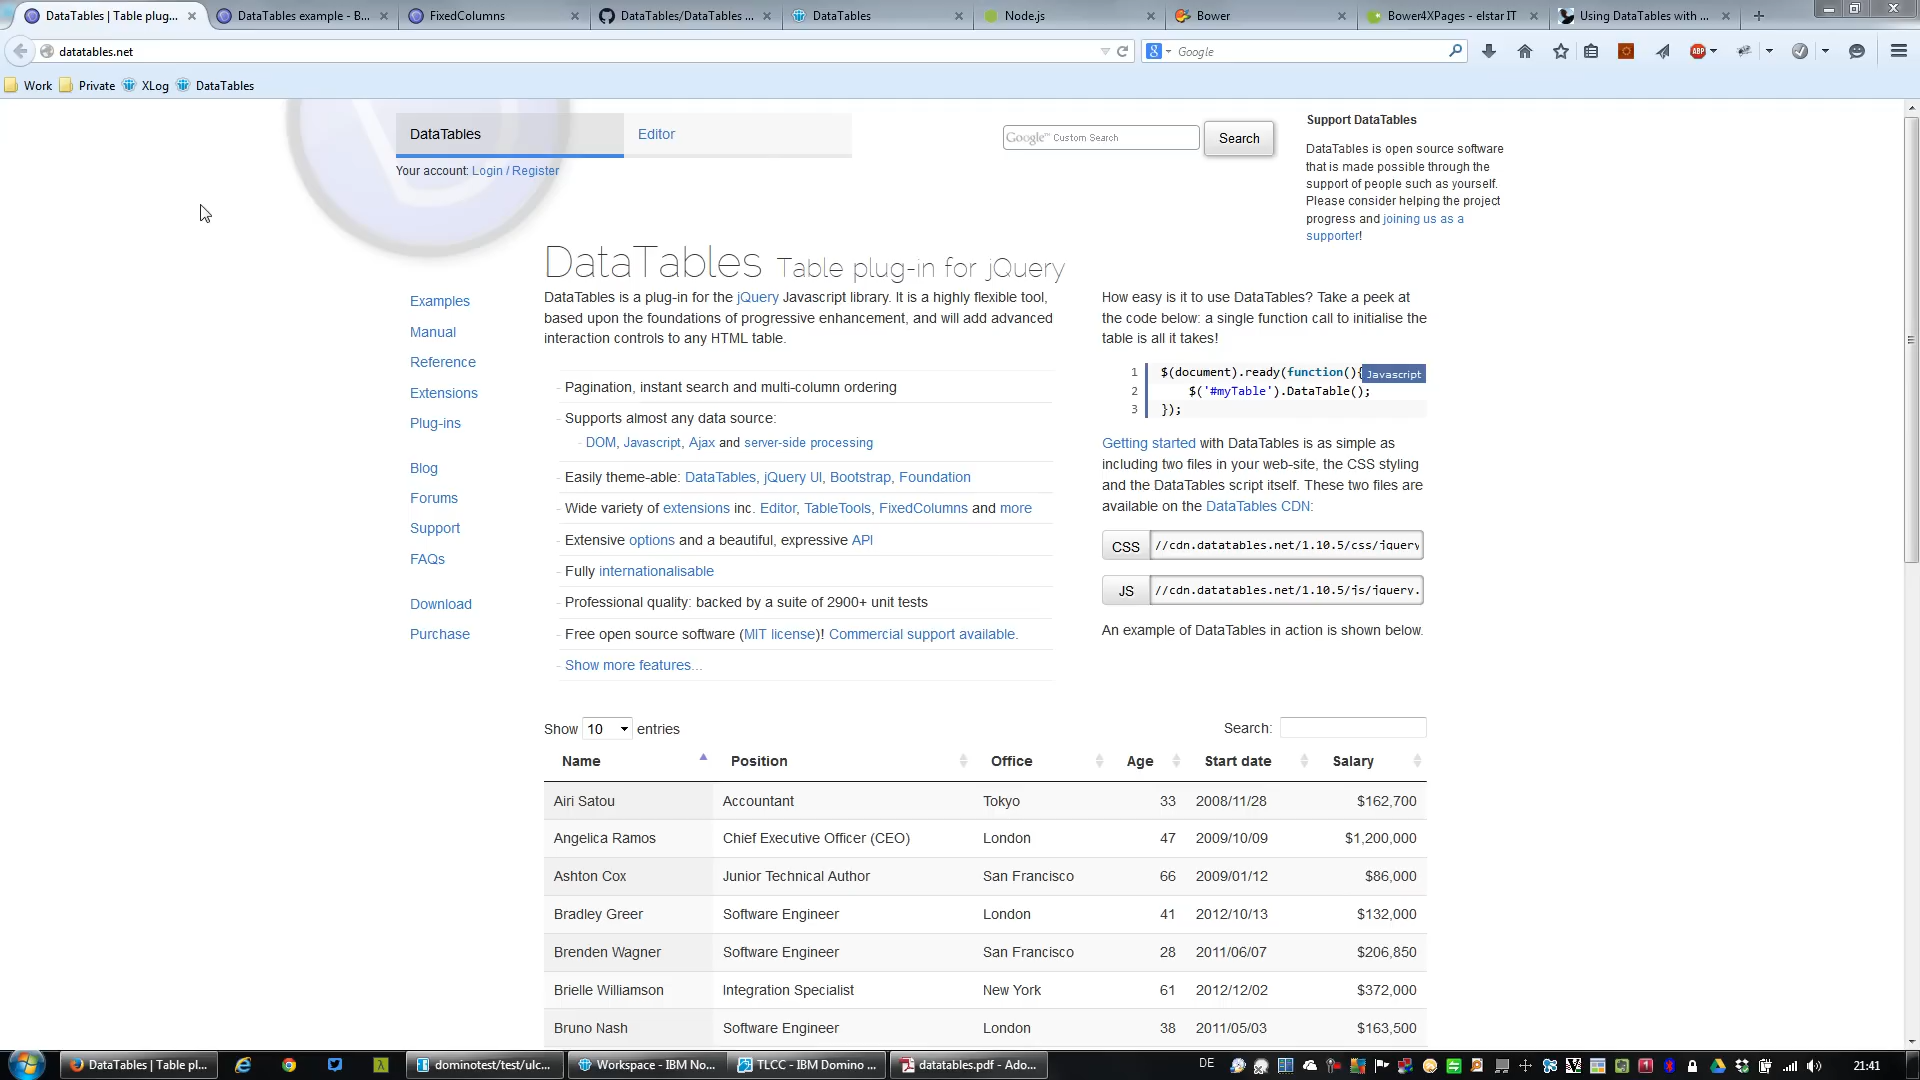 DataTables | Table plug...
DataTables example - B...
FixedColumns
DataTables/DataTables ...
DataTables
Node.js
Bower
Bower4XPages - elstar IT
Using DataTables with ...
datatables.net
Google
Work
Private
XLog
DataTables
DataTables
Editor
Your account: Login / Register
Google™ Custom Search
Search
Support DataTables
DataTables is open source software
that is made possible through the
support of people such as yourself.
Please consider helping the project
progress and joining us as a
supporter!
Examples
Manual
Reference
Extensions
Plug-ins
Blog
Forums
Support
FAQs
Download
Purchase
DataTables Table plug-in for jQuery
DataTables is a plug-in for the jQuery Javascript library. It is a highly flexible tool,
based upon the foundations of progressive enhancement, and will add advanced
interaction controls to any HTML table.
- Pagination, instant search and multi-column ordering
- Supports almost any data source:
- DOM, Javascript, Ajax and server-side processing
- Easily theme-able: DataTables, jQuery UI, Bootstrap, Foundation
- Wide variety of extensions inc. Editor, TableTools, FixedColumns and more
- Extensive options and a beautiful, expressive API
- Fully internationalisable
- Professional quality: backed by a suite of 2900+ unit tests
- Free open source software (MIT license)! Commercial support available.
- Show more features...
How easy is it to use DataTables? Take a peek at
the code below: a single function call to initialise the
table is all it takes!
1 $(document).ready(function(){
Javascript
2 $('#myTable').DataTable();
3 });
Getting started with DataTables is as simple as
including two files in your web-site, the CSS styling
and the DataTables script itself. These two files are
available on the DataTables CDN:
CSS //cdn.datatables.net/1.10.5/css/jquery
JS //cdn.datatables.net/1.10.5/js/jquery.
An example of DataTables in action is shown below.
Show 10 entries
Search:
Name Position Office Age Start date Salary
Airi Satou Accountant Tokyo 33 2008/11/28 $162,700
Angelica Ramos Chief Executive Officer (CEO) London 47 2009/10/09 $1,200,000
Ashton Cox Junior Technical Author San Francisco 66 2009/01/12 $86,000
Bradley Greer Software Engineer London 41 2012/10/13 $132,000
Brenden Wagner Software Engineer San Francisco 28 2011/06/07 $206,850
Brielle Williamson Integration Specialist New York 61 2012/12/02 $372,000
Bruno Nash Software Engineer London 38 2011/05/03 $163,500
DataTables | Table pl...
dominotest/test/ulc...
Workspace - IBM No...
TLCC - IBM Domino ...
datatables.pdf - Ado...
DE
21:41